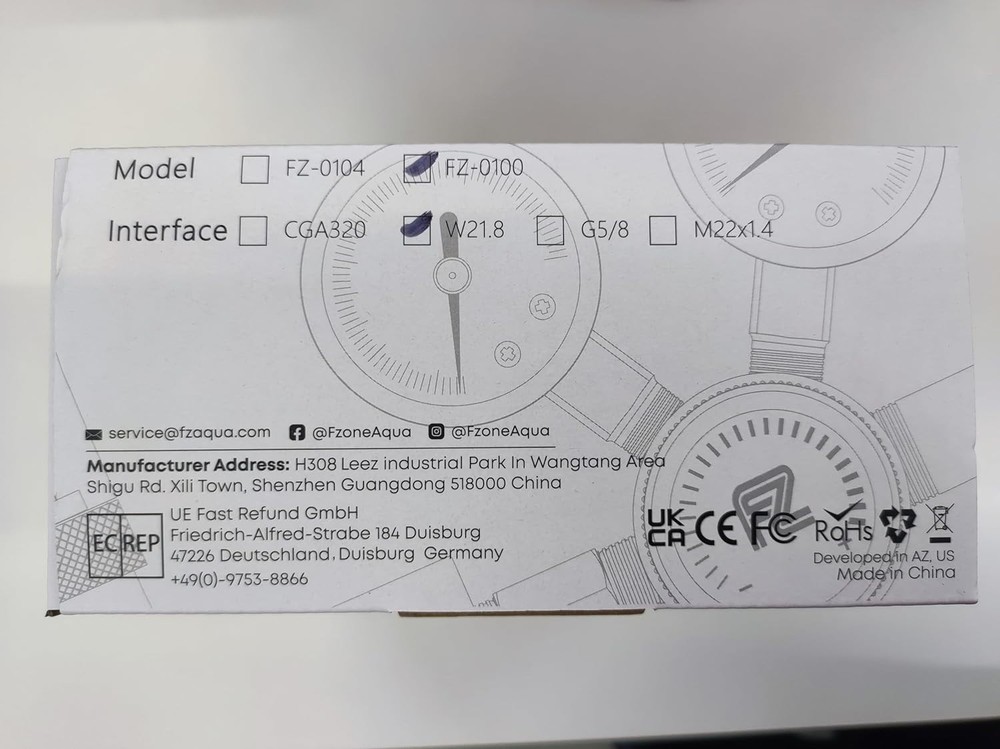 Model FZ-0104 FZ-0100
Interface CGA320 W21.8 G5/8 M22x1.4
service@fzaqua.com @FzoneAqua @FzoneAqua
Manufacturer Address: H308 Leez industrial Park In Wangtang Area
Shigu Rd. Xili Town, Shenzhen Guangdong 518000 China
EC REP
UE Fast Refund GmbH
Friedrich-Alfred-Strabe 184 Duisburg
47226 Deutschland, Duisburg Germany
+49(0)-9753-8866
UK
CA CE FC RoHs
Developed in AZ, US
Made in China